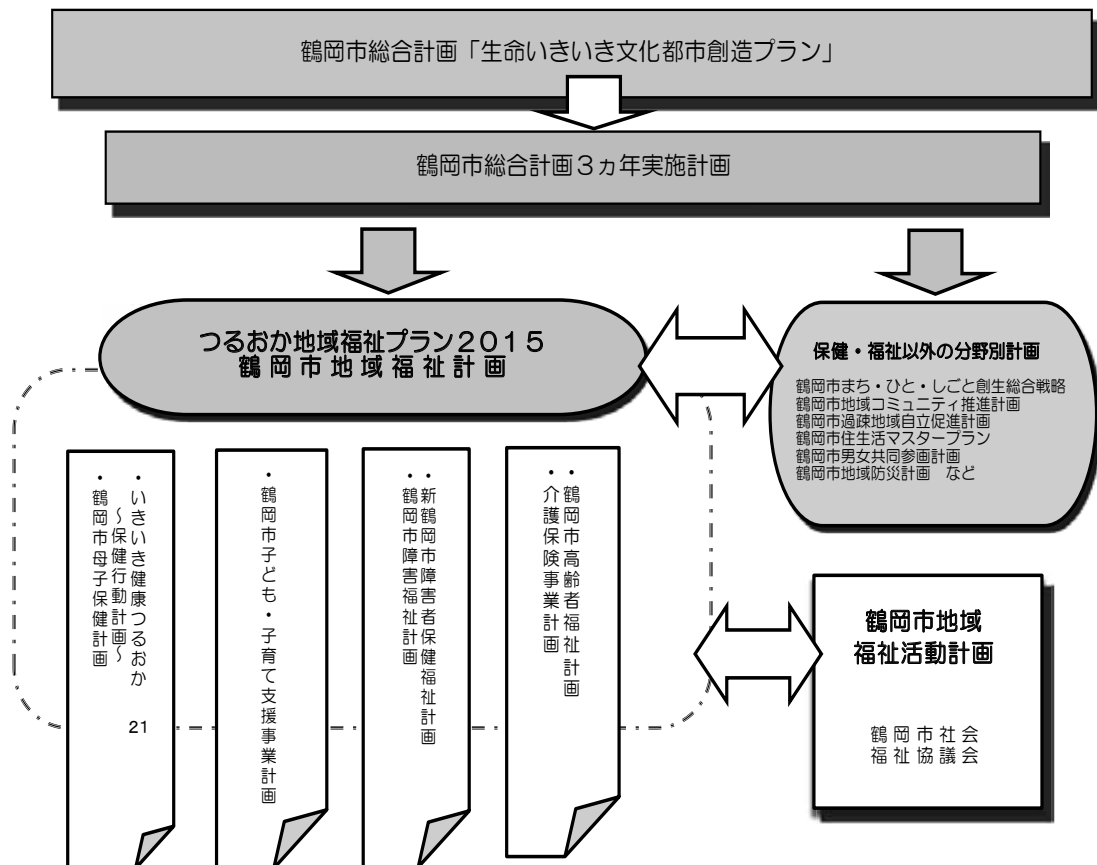 鶴岡市総合計画「生命いきいき文化都市創造プラン」
鶴岡市総合計画３ヵ年実施計画
つるおか地域福祉プラン２０１５
鶴岡市地域福祉計画
保健・福祉以外の分野別計画
鶴岡市まち・ひと・しごと創生総合戦略
鶴岡市地域コミュニティ推進計画
鶴岡市過疎地域自立促進計画
鶴岡市住生活マスタープラン
鶴岡市男女共同参画計画
鶴岡市地域防災計画　など
・鶴岡市高齢者福祉計画
・介護保険事業計画
・新鶴岡市障害者保健福祉計画
・鶴岡市障害福祉計画
・鶴岡市子ども・子育て支援事業計画
・いきいき健康つるおか 21
～保健行動計画～
・鶴岡市母子保健計画
鶴岡市地域
福祉活動計画
鶴岡市社会
福祉協議会